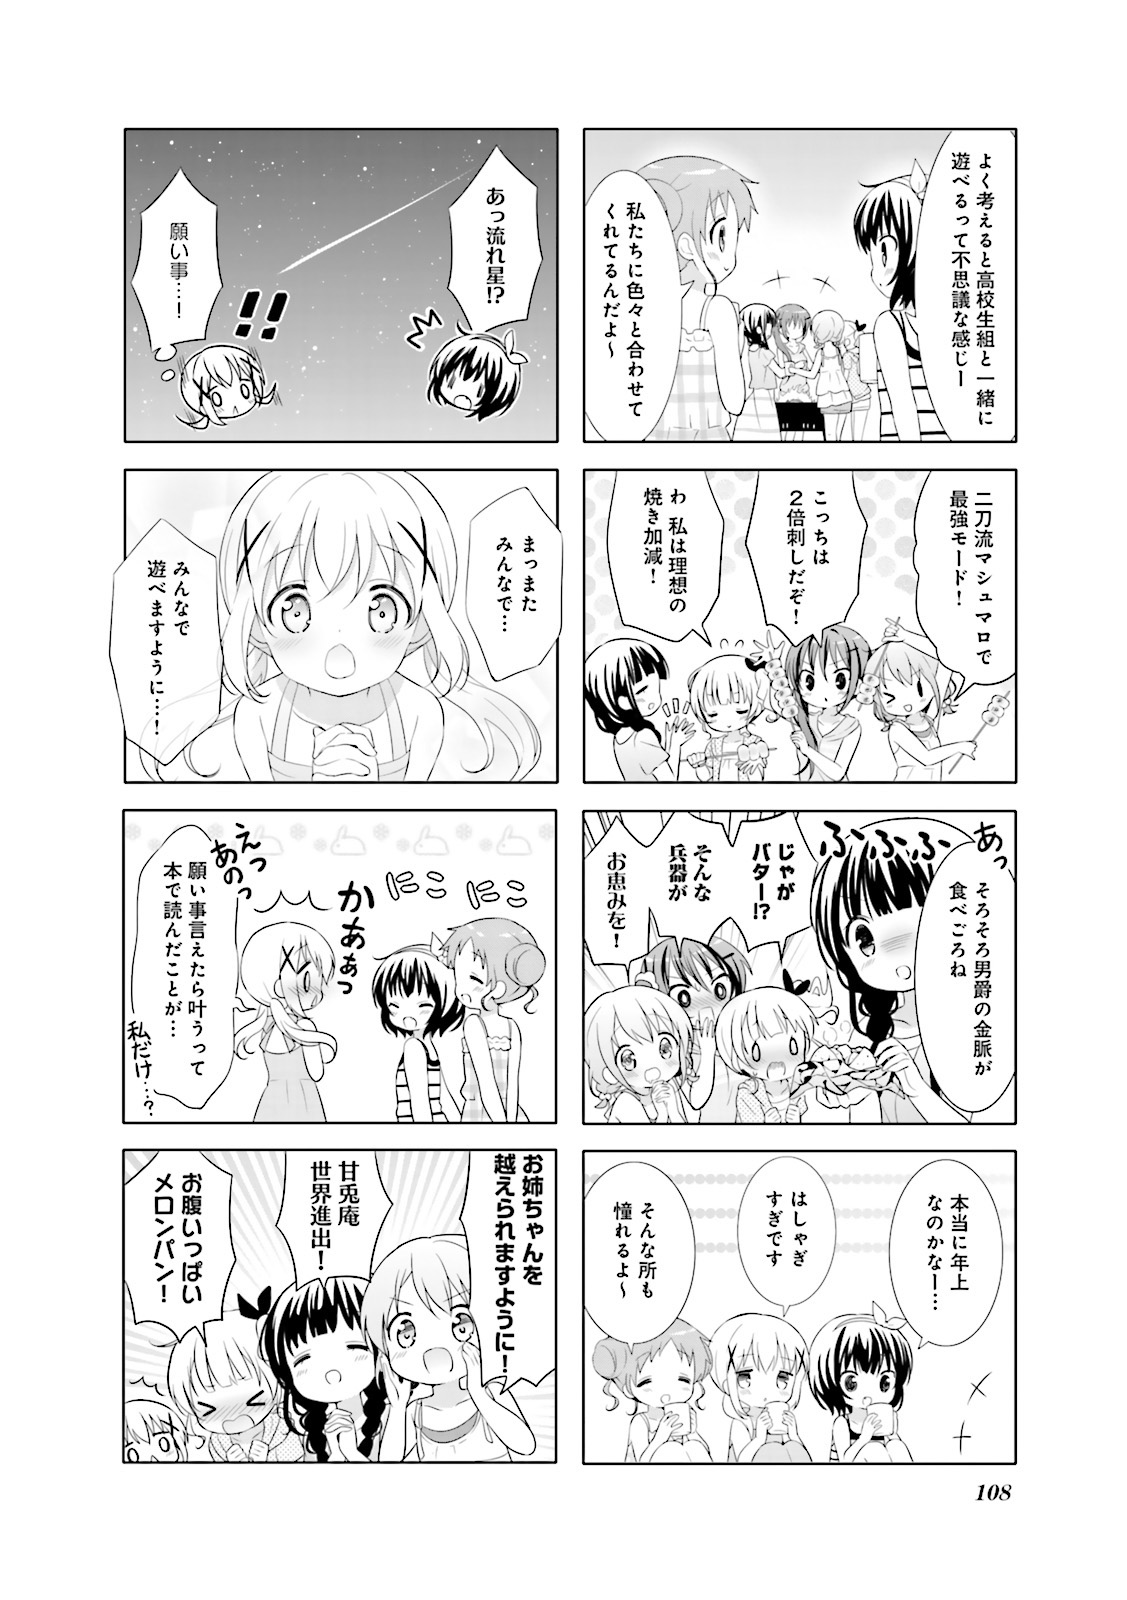 よく考えると高校生組と一緒に
遊べるって不思議な感じー
私たちに色々と合わせて
くれてるんだよ～
二刀流マシュマロで
最強モード！
こっちは
２倍刺しだぞ！
わ 私は理想の
焼き加減！
あっ
そろそろ男爵の金脈が
食べごろね
ふふふふ
じゃが
バター!?
そんな
兵器が
お恵みを！
本当に年上
なのかなー…
はしゃぎ
すぎです
そんな所も
憧れるよ～
あっ流れ星!?
!!
願い事…！
まっまた
みんなで…
みんなで
遊べますように…！
にこ
にこ
かあぁっ
えっ
あのっ
願い事言えたら叶うって
本で読んだことが…
私だけ…？
お姉ちゃんを
越えられますように！
甘兎庵
世界進出！
お腹いっぱい
メロンパン！
108